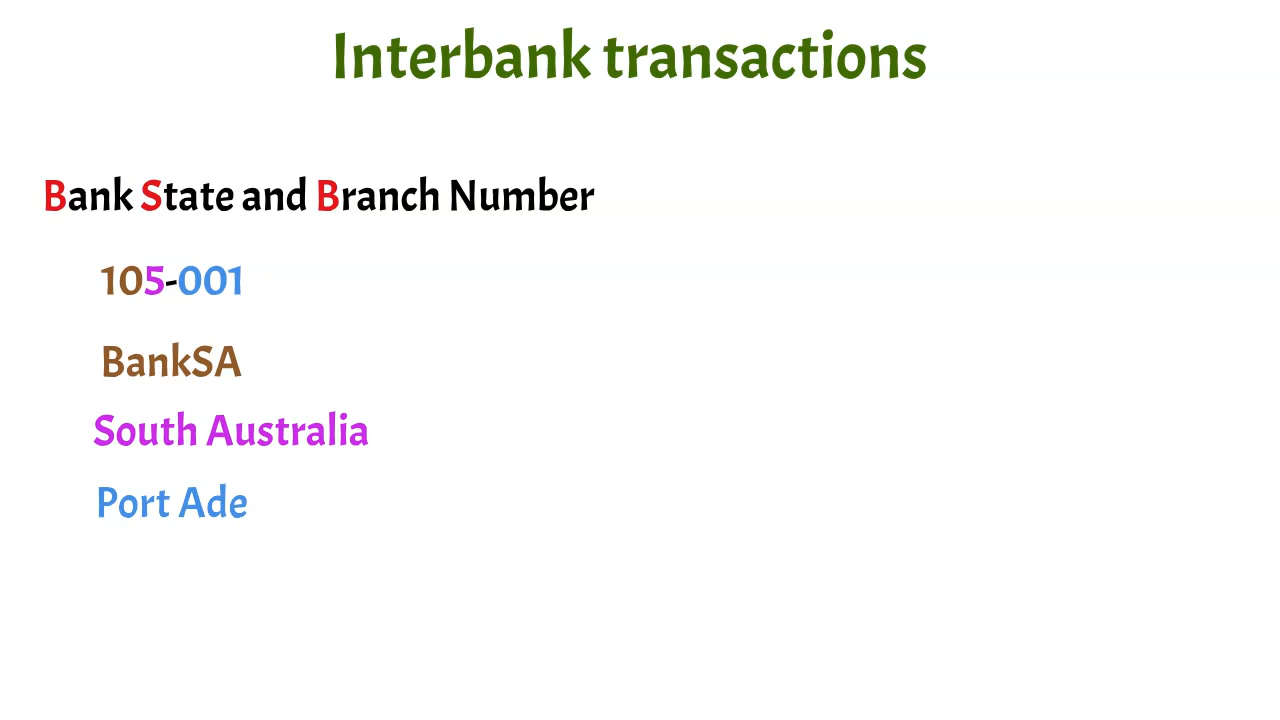 Interbank transactions
Bank State and Branch Number
105-001
BankSA
South Australia
Port Ade